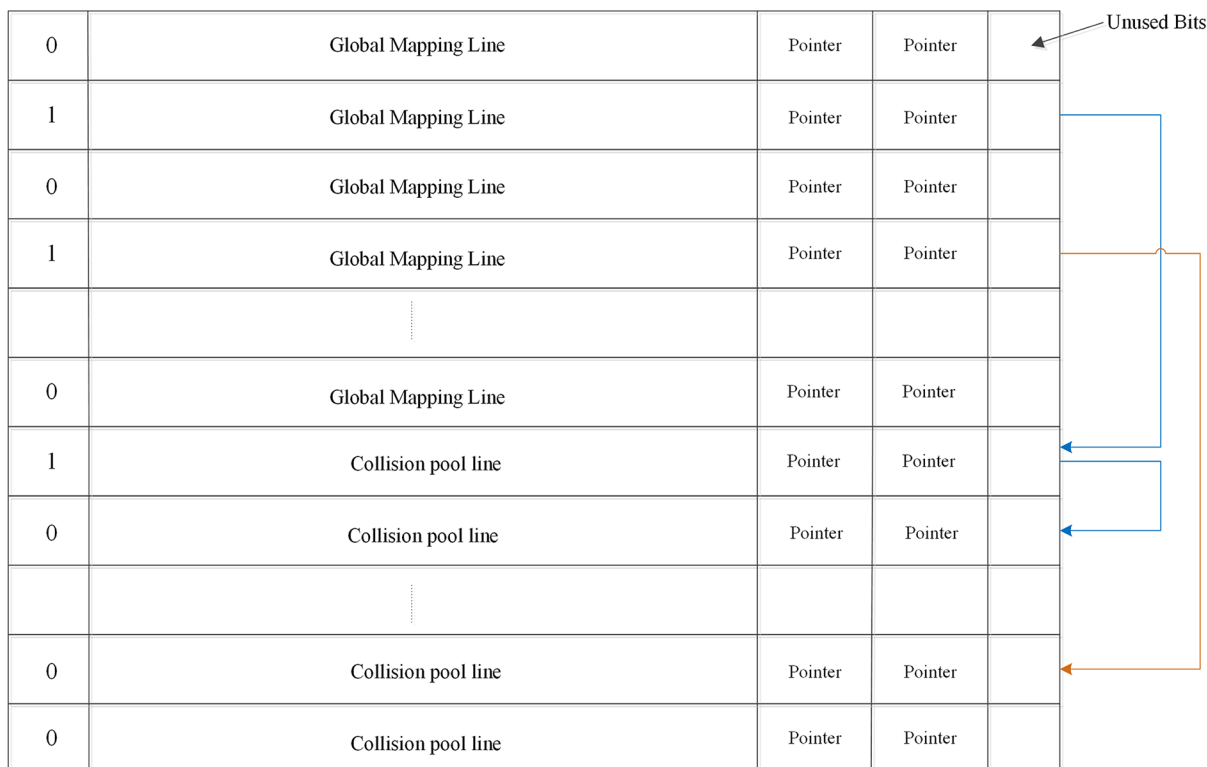 Unused Bits
0 Global Mapping Line Pointer Pointer
1 Global Mapping Line Pointer Pointer
0 Global Mapping Line Pointer Pointer
1 Global Mapping Line Pointer Pointer
0 Global Mapping Line Pointer Pointer
1 Collision pool line Pointer Pointer
0 Collision pool line Pointer Pointer
0 Collision pool line Pointer Pointer
0 Collision pool line Pointer Pointer